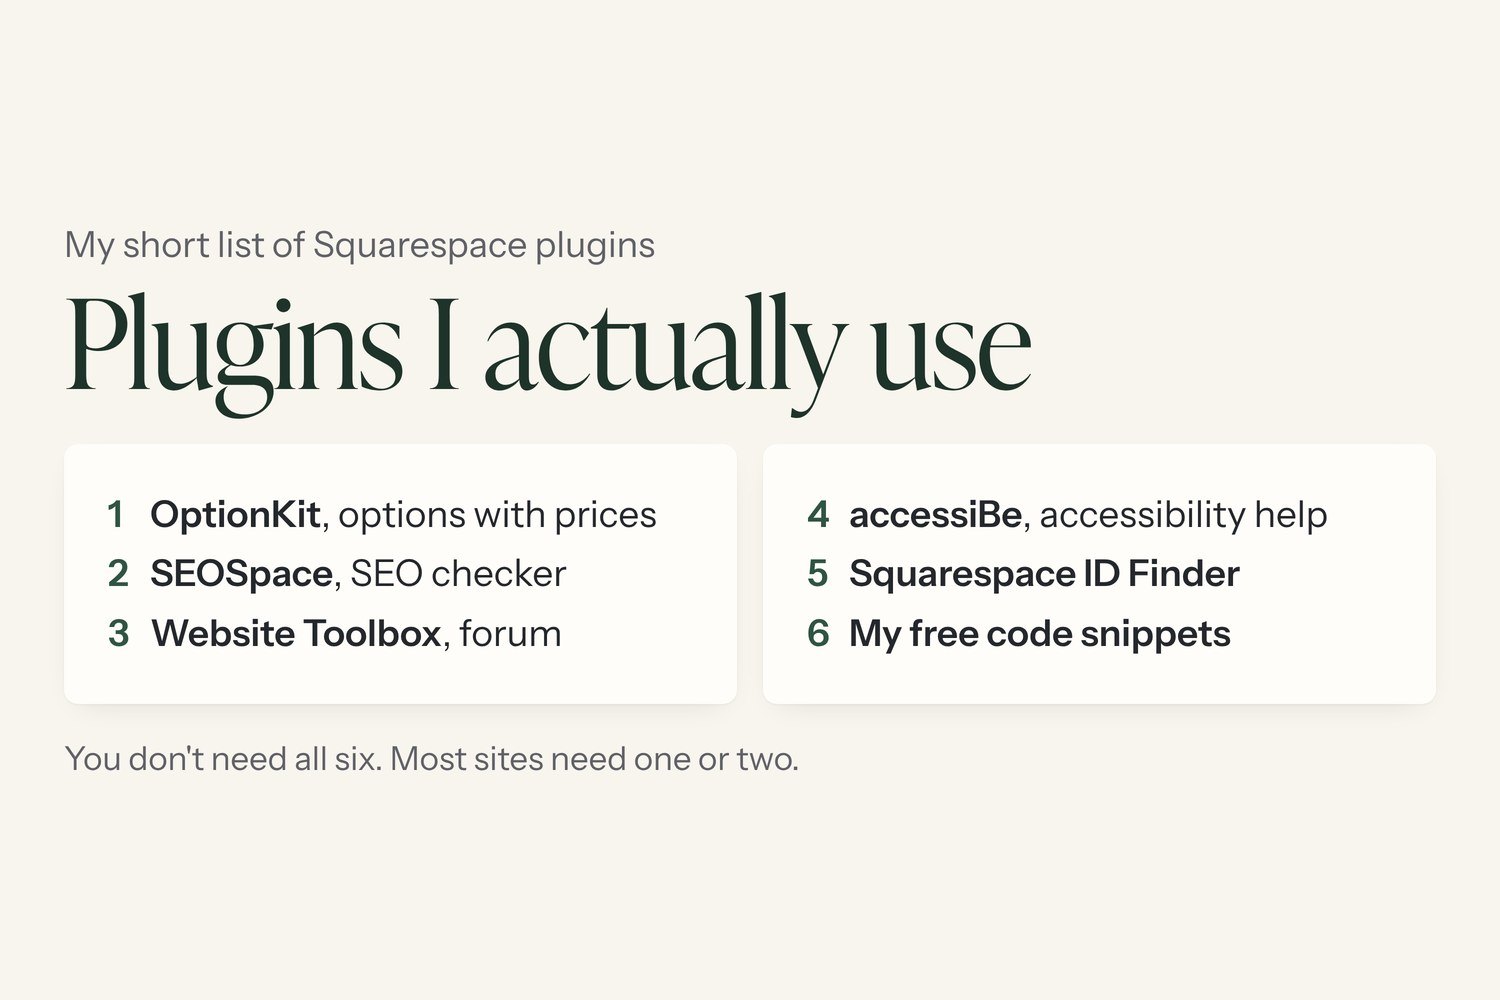 My short list of Squarespace plugins
Plugins I actually use
1 OptionKit, options with prices
2 SEOSpace, SEO checker
3 Website Toolbox, forum
4 accessiBe, accessibility help
5 Squarespace ID Finder
6 My free code snippets
You don't need all six. Most sites need one or two.